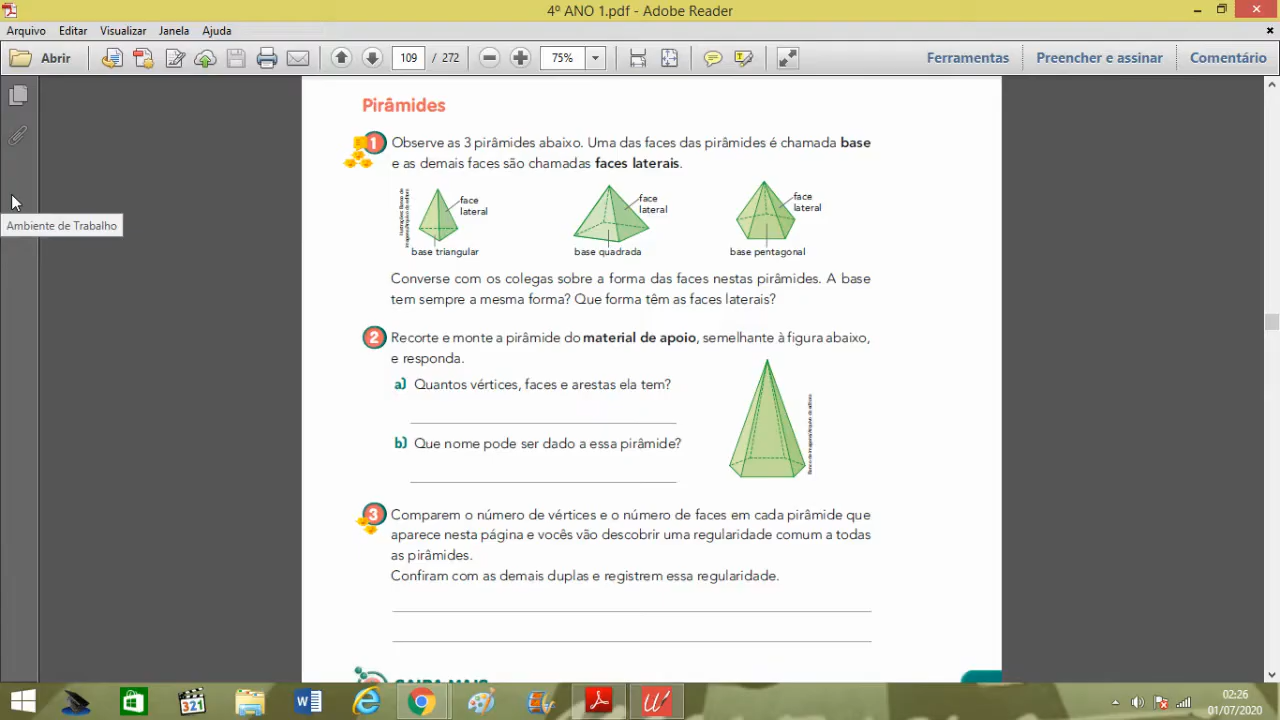 4º ANO 1.pdf - Adobe Reader
Arquivo Editar Visualizar Janela Ajuda
Abrir 109 / 272 75% Ferramentas Preencher e assinar Comentário
Ambiente de Trabalho
Pirâmides
1 Observe as 3 pirâmides abaixo. Uma das faces das pirâmides é chamada base
e as demais faces são chamadas faces laterais.
face
lateral
base triangular
face
lateral
base quadrada
face
lateral
base pentagonal
Converse com os colegas sobre a forma das faces nestas pirâmides. A base
tem sempre a mesma forma? Que forma têm as faces laterais?
2 Recorte e monte a pirâmide do material de apoio, semelhante à figura abaixo,
e responda.
a) Quantos vértices, faces e arestas ela tem?
b) Que nome pode ser dado a essa pirâmide?
3 Comparem o número de vértices e o número de faces em cada pirâmide que
aparece nesta página e vocês vão descobrir uma regularidade comum a todas
as pirâmides.
Confiram com as demais duplas e registrem essa regularidade.
321
02:26
01/07/2020